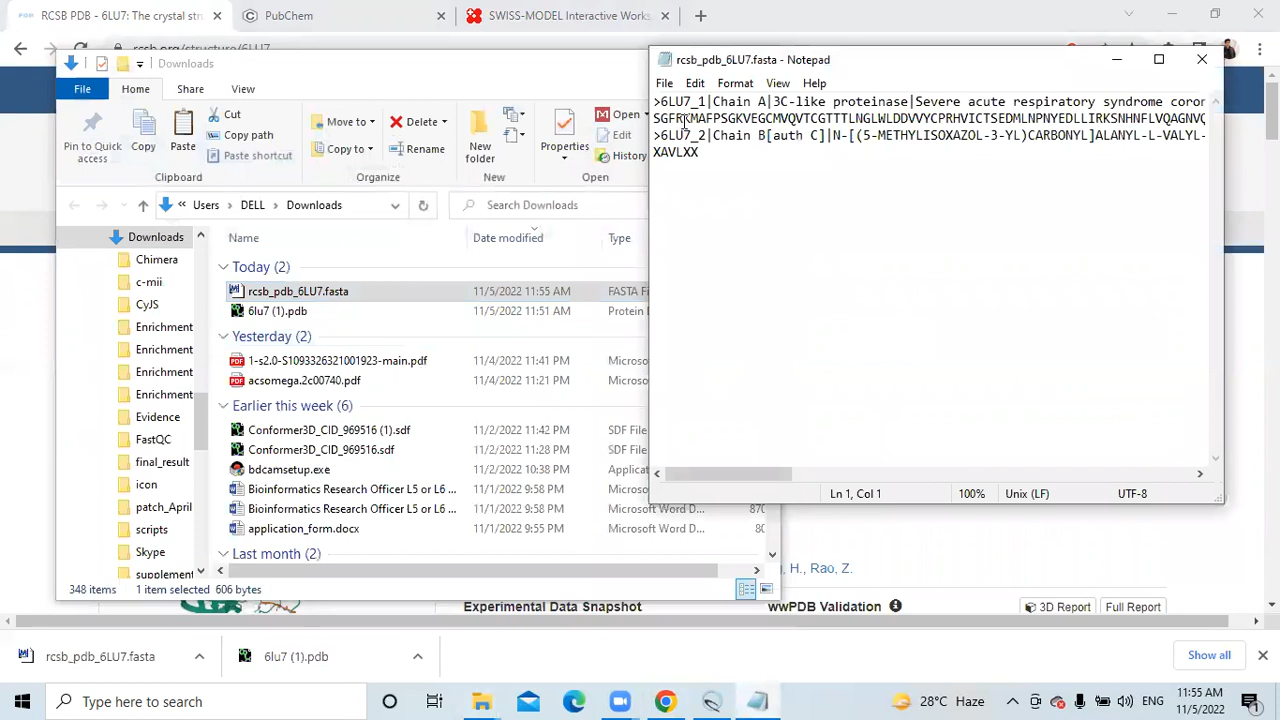 RCSB PDB - 6LU7: The crystal str
PubChem
SWISS-MODEL Interactive Works
rcsb.org/structure/6LU7
Downloads
File
Home
Share
View
Pin to Quick
access
Copy
Paste
Cut
Copy path
Paste shortcut
Clipboard
Move to
Copy to
Delete
Rename
Organize
New
folder
New
Properties
Open
Edit
History
Open
Users
DELL
Downloads
Search Downloads
Name
Date modified
Type
Downloads
Chimera
c-mii
CyJS
Enrichment
Enrichment
Enrichment
Enrichment
Evidence
FastQC
final_result
icon
patch_April
scripts
Skype
supplement
Today (2)
rcsb_pdb_6LU7.fasta 11/5/2022 11:55 AM FASTA Fi
6lu7 (1).pdb 11/5/2022 11:51 AM Protein D
Yesterday (2)
1-s2.0-S1093326321001923-main.pdf 11/4/2022 11:41 PM Microso
acsomega.2c00740.pdf 11/4/2022 11:21 PM Microso
Earlier this week (6)
Conformer3D_CID_969516 (1).sdf 11/2/2022 11:42 PM SDF File
Conformer3D_CID_969516.sdf 11/2/2022 11:28 PM SDF File
bdcamsetup.exe 11/2/2022 10:38 PM Applicat
Bioinformatics Research Officer L5 or L6 ... 11/1/2022 9:58 PM Microsoft Word D... 
Bioinformatics Research Officer L5 or L6 ... 11/1/2022 9:58 PM Microsoft Word D... 870
application_form.docx 11/1/2022 9:55 PM Microsoft Word D... 80
Last month (2)
348 items 1 item selected 606 bytes
rcsb_pdb_6LU7.fasta - Notepad
File Edit Format View Help
>6LU7_1|Chain A|3C-like proteinase|Severe acute respiratory syndrome coron
SGFRKMAFPSGKVEGCMVQVTCGTTTLNGLWLDDVVYCPRHVICTSEDMLNPNYEDLLIRKSNHNFLVQAGNVQ
>6LU7_2|Chain B[auth C]|N-[(5-METHYLISOXAZOL-3-YL)CARBONYL]ALANYL-L-VALYL-
XAVLXX
Ln 1, Col 1 100% Unix (LF) UTF-8
H., Rao, Z.
Experimental Data Snapshot
wwPDB Validation
3D Report
Full Report
rcsb_pdb_6LU7.fasta
6lu7 (1).pdb
Show all
Type here to search
28°C Haze
ENG
11:55 AM
11/5/2022
1